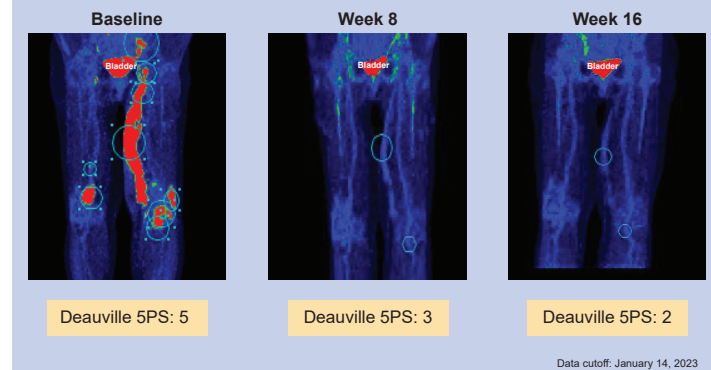 Baseline
Week 8
Week 16
Bladder
Bladder
Bladder
Deauville 5PS: 5
Deauville 5PS: 3
Deauville 5PS: 2
Data cutoff: January 14, 2023